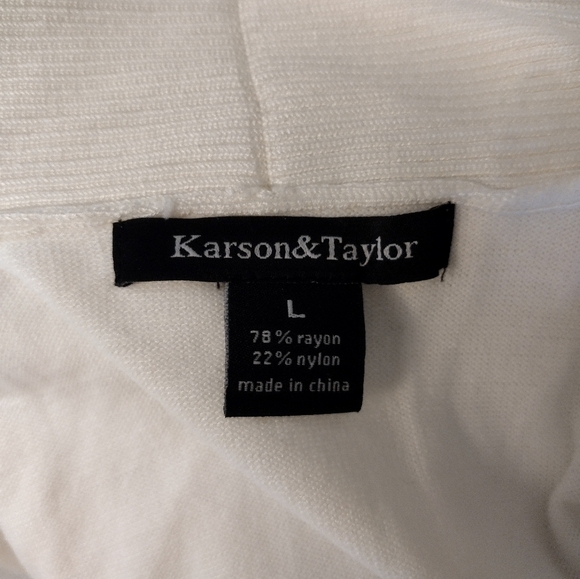 Karson&Taylor
L
78% rayon
22% nylon
made in china